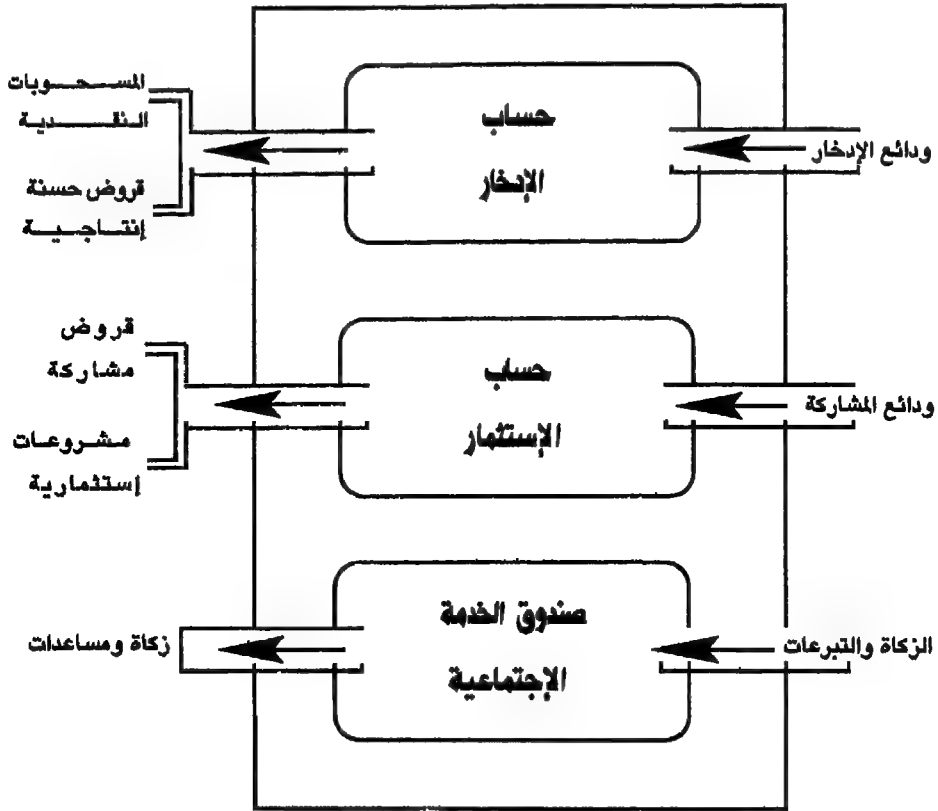 ودائع الإدخار
حساب
الإدخار
المسحوبات
النقدية
قروض حسنة
إنتاجية
ودائع المشاركة
حساب
الإستثمار
قروض
مشاركة
مشروعات
إستثمارية
الزكاة والتبرعات
صندوق الخدمة
الإجتماعية
زكاة ومساعدات